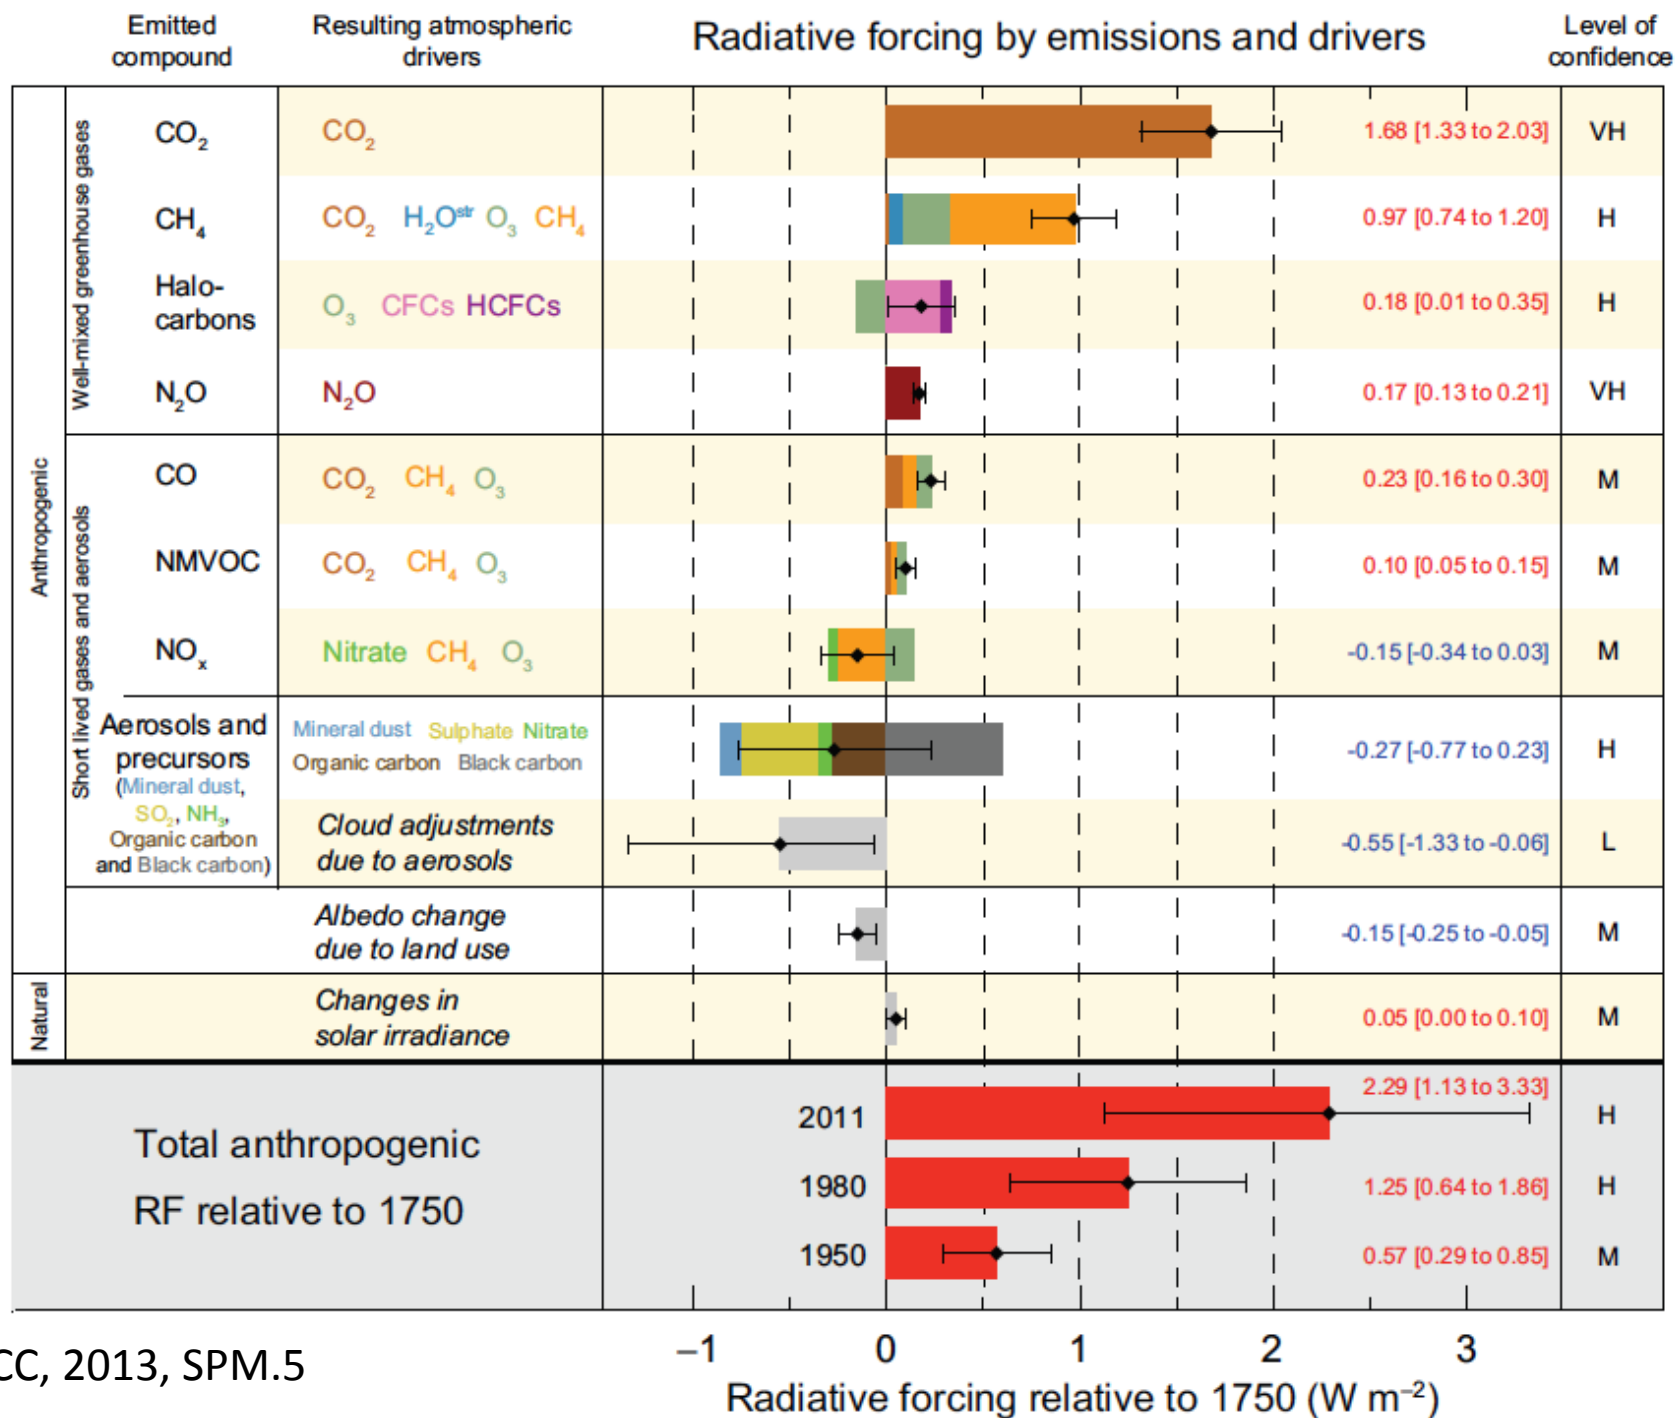 Emitted
compound
Resulting atmospheric
drivers
Radiative forcing by emissions and drivers
Level of
confidence
Anthropogenic
Well-mixed greenhouse gases
CO₂
CO₂
1.68 [1.33 to 2.03]
VH
CH₄
CO₂ H₂Oˢᵗʳ O₃ CH₄
0.97 [0.74 to 1.20]
H
Halo-
carbons
O₃ CFCs HCFCs
0.18 [0.01 to 0.35]
H
N₂O
N₂O
0.17 [0.13 to 0.21]
VH
Short lived gases and aerosols
CO
CO₂ CH₄ O₃
0.23 [0.16 to 0.30]
M
NMVOC
CO₂ CH₄ O₃
0.10 [0.05 to 0.15]
M
NOₓ
Nitrate CH₄ O₃
-0.15 [-0.34 to 0.03]
M
Aerosols and
precursors
(Mineral dust,
SO₂, NH₃,
Organic carbon
and Black carbon)
Mineral dust Sulphate Nitrate
Organic carbon Black carbon
-0.27 [-0.77 to 0.23]
H
Cloud adjustments
due to aerosols
-0.55 [-1.33 to -0.06]
L
Albedo change
due to land use
-0.15 [-0.25 to -0.05]
M
Natural
Changes in
solar irradiance
0.05 [0.00 to 0.10]
M
Total anthropogenic
RF relative to 1750
2011
2.29 [1.13 to 3.33]
H
1980
1.25 [0.64 to 1.86]
H
1950
0.57 [0.29 to 0.85]
M
−1 0 1 2 3
CC, 2013, SPM.5
Radiative forcing relative to 1750 (W m⁻²)